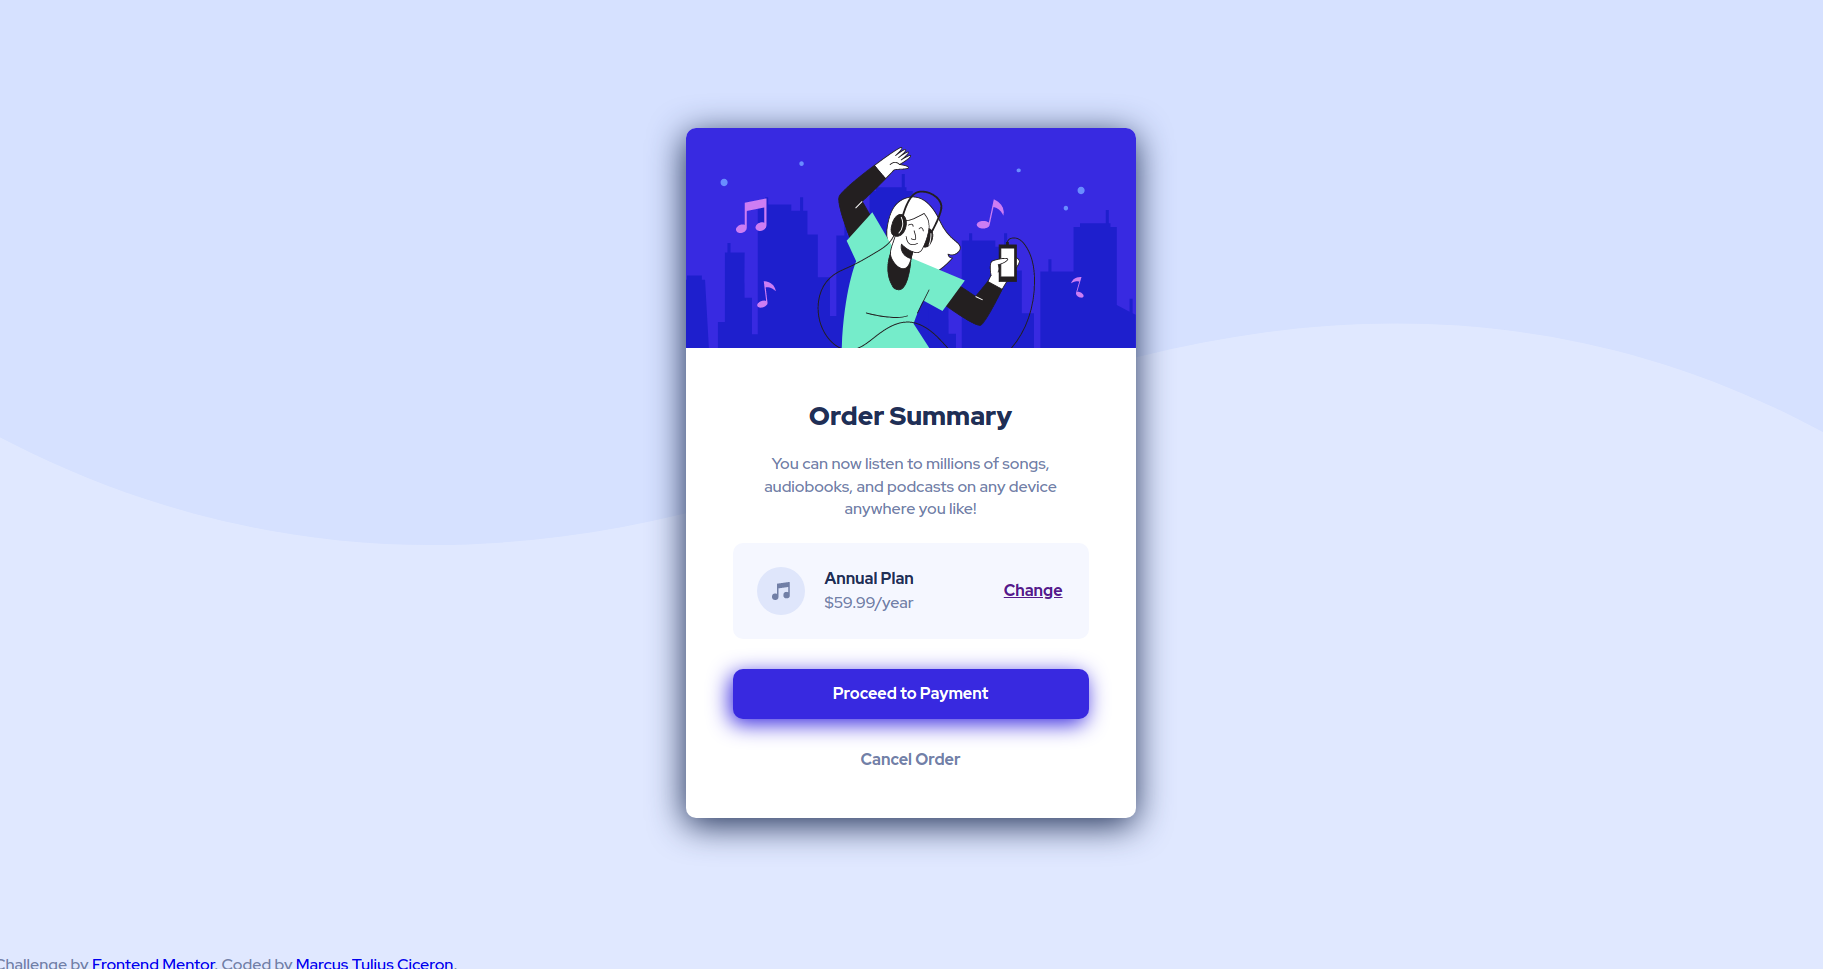 Order Summary
You can now listen to millions of songs,
audiobooks, and podcasts on any device
anywhere you like!
Annual Plan
$59.99/year
Change
Proceed to Payment
Cancel Order
Challenge by Frontend Mentor. Coded by Marcus Tulius Ciceron.